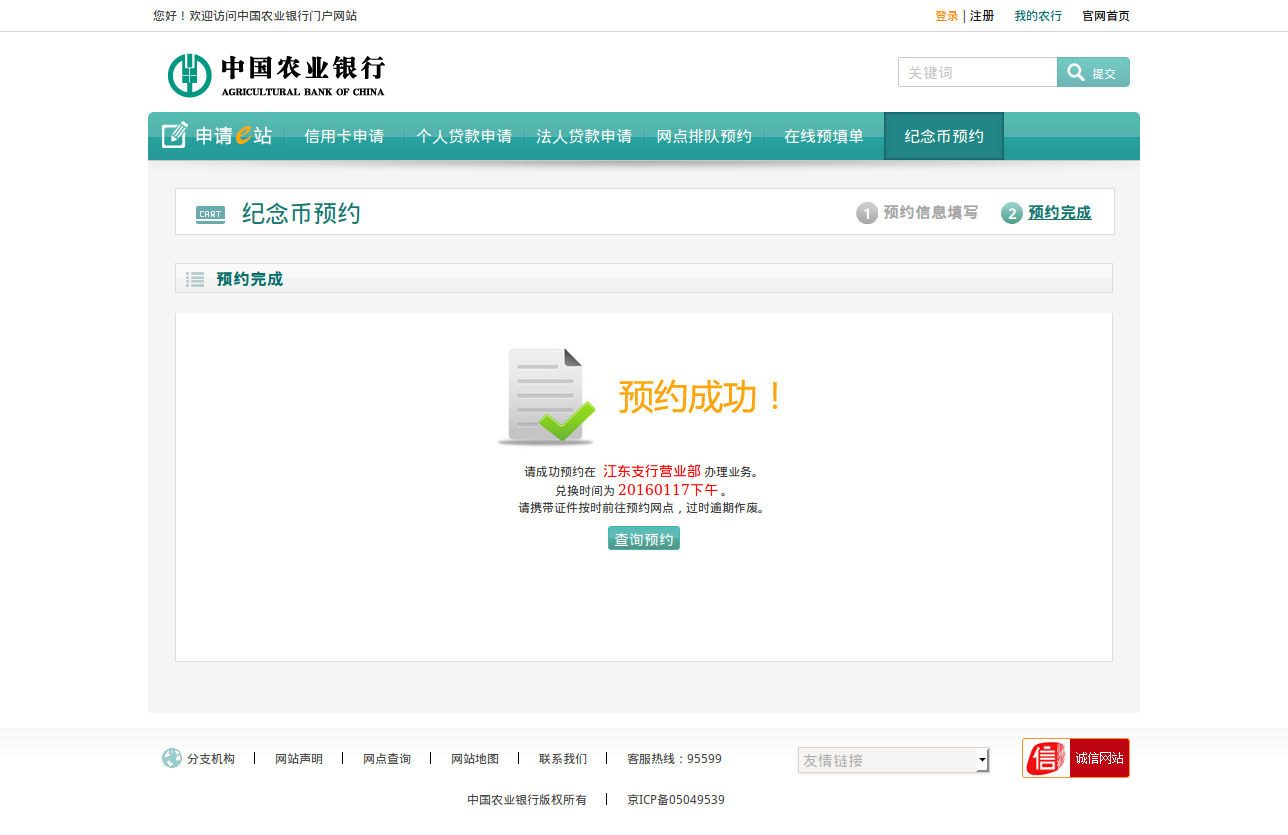 您好！欢迎访问中国农业银行门户网站
登录 | 注册 我的农行 官网首页
中国农业银行
AGRICULTURAL BANK OF CHINA
关键词 提交
申请e站 信用卡申请 个人贷款申请 法人贷款申请 网点排队预约 在线预填单 纪念币预约
CART 纪念币预约 1 预约信息填写 2 预约完成
预约完成
预约成功！
请成功预约在 江东支行营业部 办理业务。
兑换时间为 20160117下午 。
请携带证件按时前往预约网点，过时逾期作废。
查询预约
分支机构 网站声明 网点查询 网站地图 联系我们 客服热线：95599 友情链接 信 诚信网站
中国农业银行版权所有 京ICP备05049539